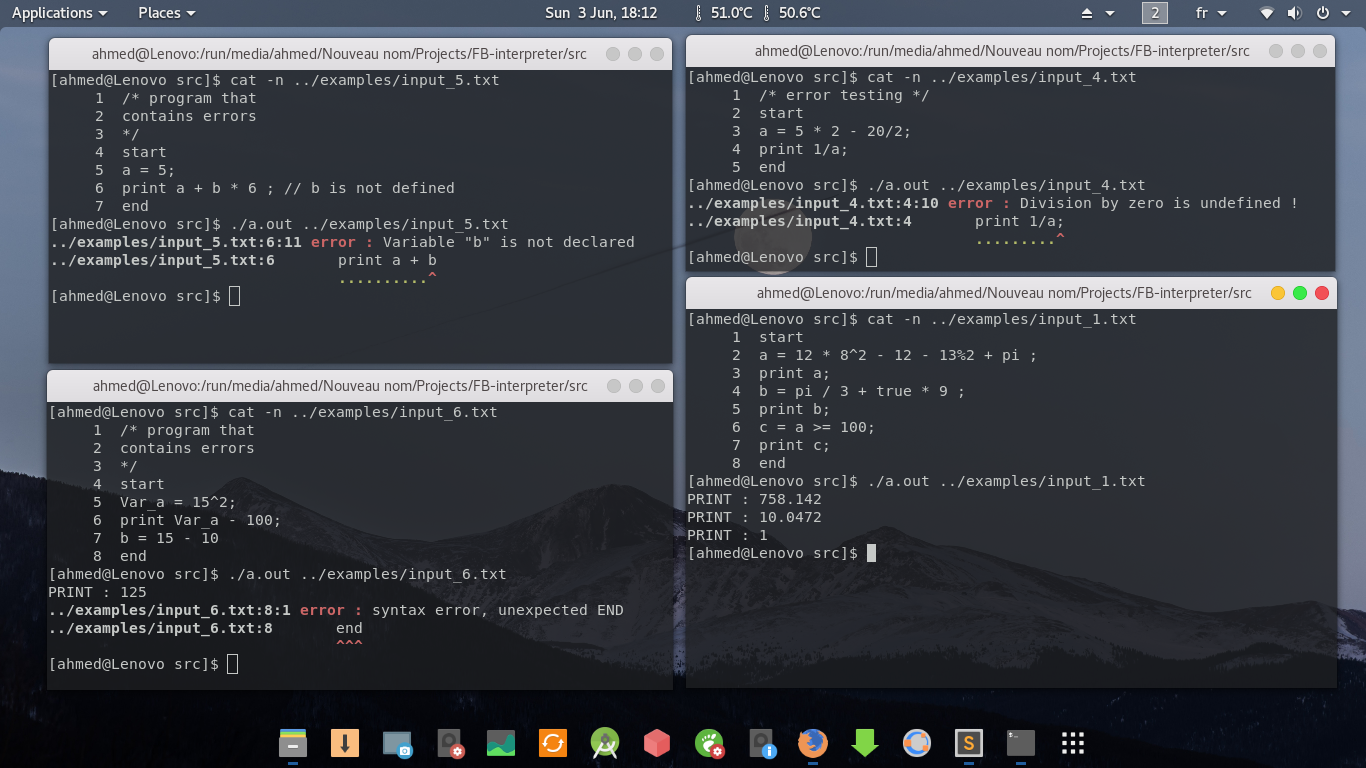 Applications Places Sun 3 Jun, 18:12 51.0°C 50.6°C 2 fr
ahmed@Lenovo:/run/media/ahmed/Nouveau nom/Projects/FB-interpreter/src
[ahmed@Lenovo src]$ cat -n ../examples/input_5.txt
1 /* program that
2 contains errors
3 */
4 start
5 a = 5;
6 print a + b * 6 ; // b is not defined
7 end
[ahmed@Lenovo src]$ ./a.out ../examples/input_5.txt
../examples/input_5.txt:6:11 error : Variable "b" is not declared
../examples/input_5.txt:6 print a + b
..........^
[ahmed@Lenovo src]$
ahmed@Lenovo:/run/media/ahmed/Nouveau nom/Projects/FB-interpreter/src
[ahmed@Lenovo src]$ cat -n ../examples/input_6.txt
1 /* program that
2 contains errors
3 */
4 start
5 Var_a = 15^2;
6 print Var_a - 100;
7 b = 15 - 10
8 end
[ahmed@Lenovo src]$ ./a.out ../examples/input_6.txt
PRINT : 125
../examples/input_6.txt:8:1 error : syntax error, unexpected END
../examples/input_6.txt:8 end
^^^
[ahmed@Lenovo src]$
ahmed@Lenovo:/run/media/ahmed/Nouveau nom/Projects/FB-interpreter/src
[ahmed@Lenovo src]$ cat -n ../examples/input_4.txt
1 /* error testing */
2 start
3 a = 5 * 2 - 20/2;
4 print 1/a;
5 end
[ahmed@Lenovo src]$ ./a.out ../examples/input_4.txt
../examples/input_4.txt:4:10 error : Division by zero is undefined !
../examples/input_4.txt:4 print 1/a;
.........^
[ahmed@Lenovo src]$
ahmed@Lenovo:/run/media/ahmed/Nouveau nom/Projects/FB-interpreter/src
[ahmed@Lenovo src]$ cat -n ../examples/input_1.txt
1 start
2 a = 12 * 8^2 - 12 - 13%2 + pi ;
3 print a;
4 b = pi / 3 + true * 9 ;
5 print b;
6 c = a >= 100;
7 print c;
8 end
[ahmed@Lenovo src]$ ./a.out ../examples/input_1.txt
PRINT : 758.142
PRINT : 10.0472
PRINT : 1
[ahmed@Lenovo src]$